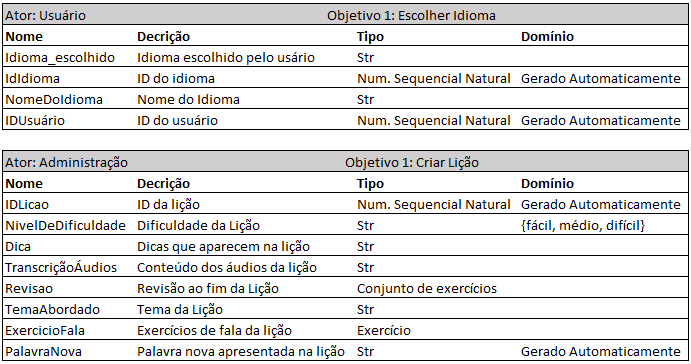 Ator: Usuário Objetivo 1: Escolher Idioma
Nome Decrição Tipo Domínio
Idioma_escolhido Idioma escolhido pelo usário Str
IdIdioma ID do idioma Num. Sequencial Natural Gerado Automaticamente
NomeDoIdioma Nome do Idioma Str
IDUsuário ID do usuário Num. Sequencial Natural Gerado Automaticamente
Ator: Administração Objetivo 1: Criar Lição
Nome Decrição Tipo Domínio
IDLicao ID da lição Num. Sequencial Natural Gerado Automaticamente
NivelDeDificuldade Dificuldade da Lição Str {fácil, médio, difícil}
Dica Dicas que aparecem na lição Str
TranscriçãoÁudios Conteúdo dos áudios da lição Str
Revisao Revisão ao fim da Lição Conjunto de exercícios
TemaAbordado Tema da Lição Str
ExercicioFala Exercícios de fala da lição Exercício
PalavraNova Palavra nova apresentada na lição Str Gerado Automaticamente